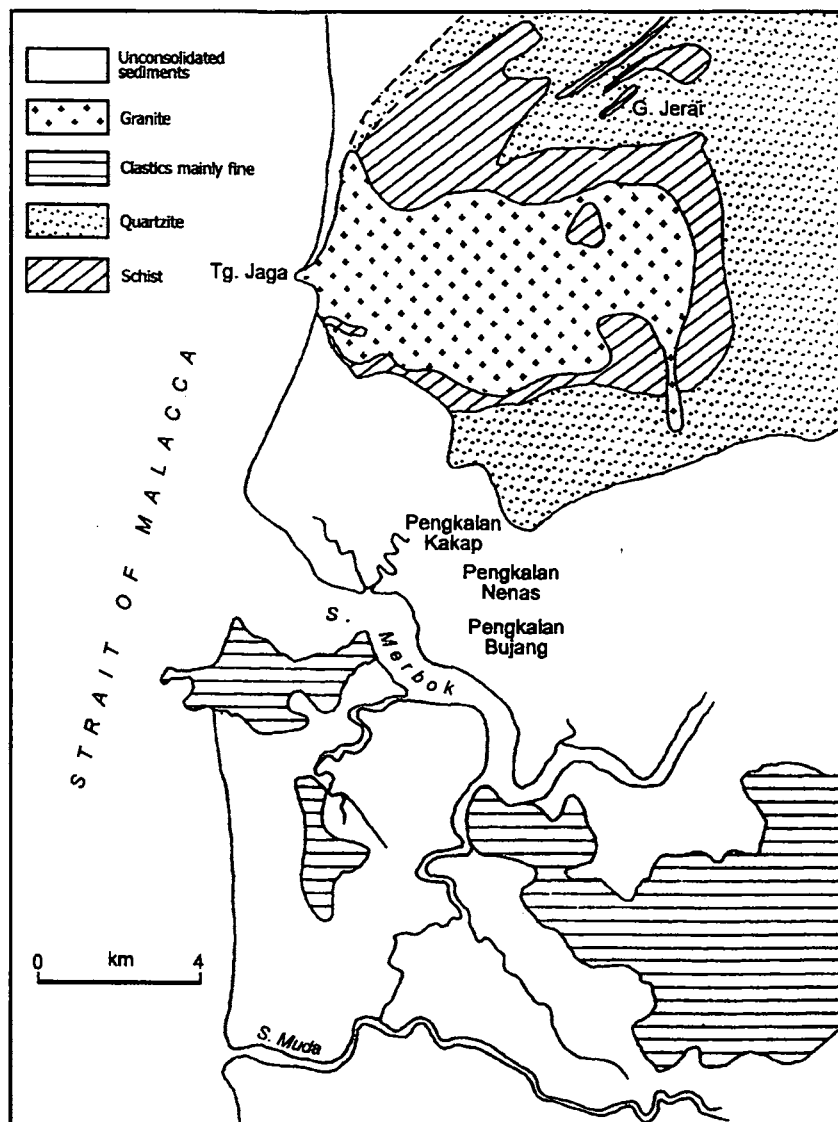 Unconsolidated
sediments
Granite
Clastics mainly fine
Quartzite
Schist
G. Jerai
Tg. Jaga
STRAIT OF MALACCA
Pengkalan
Kakap
Pengkalan
Nenas
Pengkalan
Bujang
S. Merbok
0 km 4
S. Muda